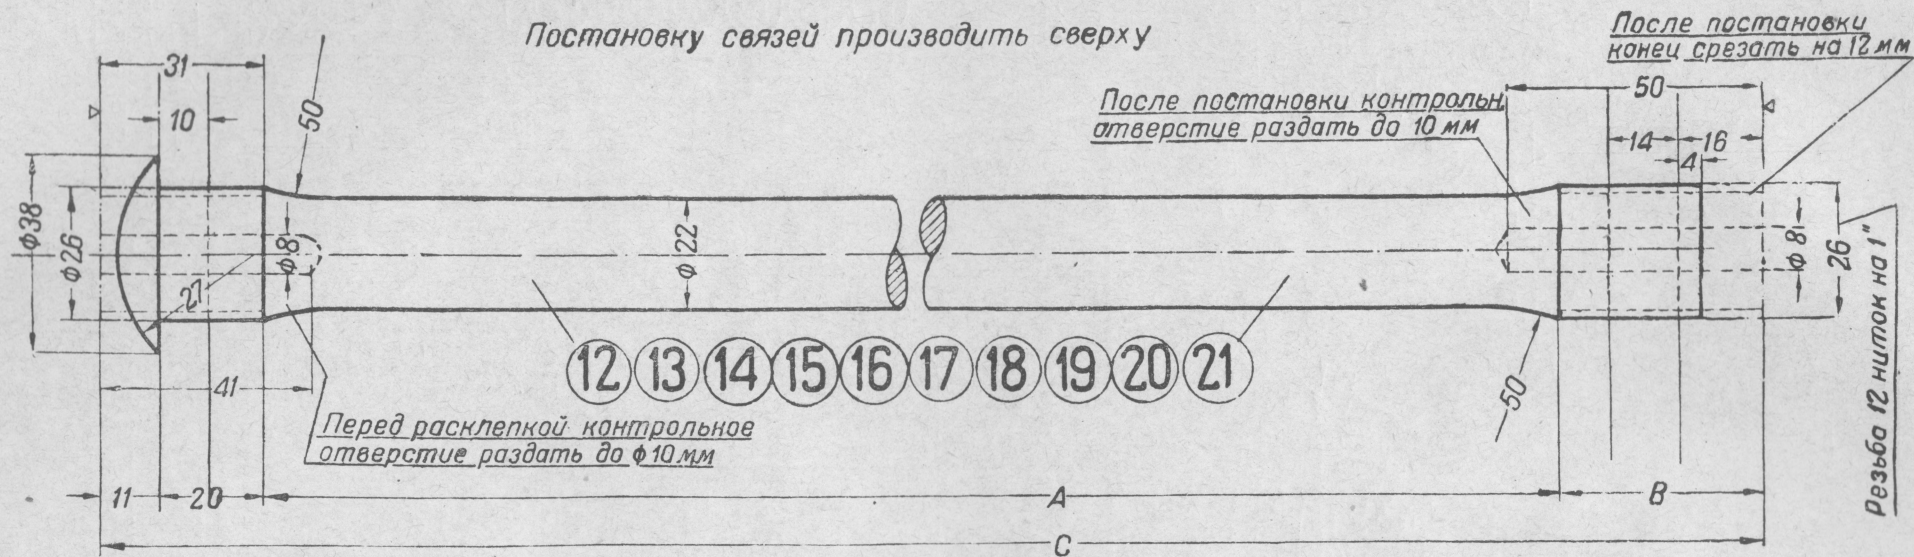 Постановку связей производить сверху
После постановки
конец срезать на 12 мм
После постановки контрольн.
отверстие раздать до 10 мм
31
10
50
50
14
16
4
ф38
ф26
ф8
27
ф22
ф8
26
Резьба 12 ниток на 1"
12 13 14 15 16 17 18 19 20 21
41
50
Перед расклепкой контрольное
отверстие раздать до ф10мм
11
20
A
B
C